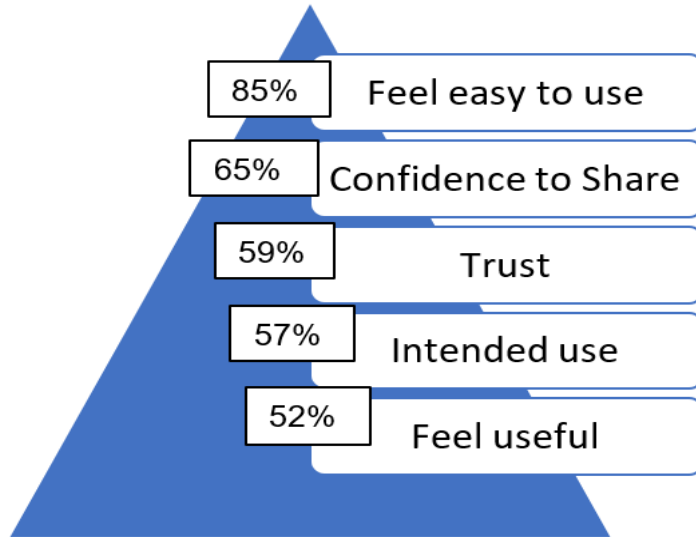 85% Feel easy to use
65% Confidence to Share
59% Trust
57% Intended use
52% Feel useful